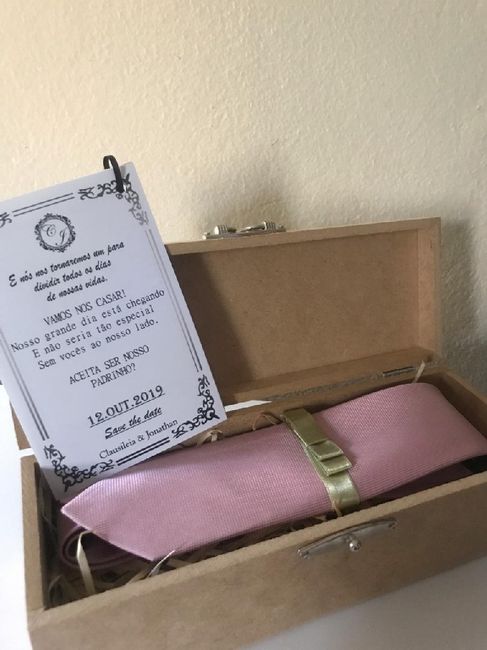 CJ
E nós nos tornaremos um para
dividir todos os dias
de nossas vidas.
VAMOS NOS CASAR!
Nosso grande dia está chegando
E não seria tão especial
Sem vocês ao nosso lado.
ACEITA SER NOSSO
PADRINHO?
12.OUT.2019
Save the date
Clausileia & Jonathan